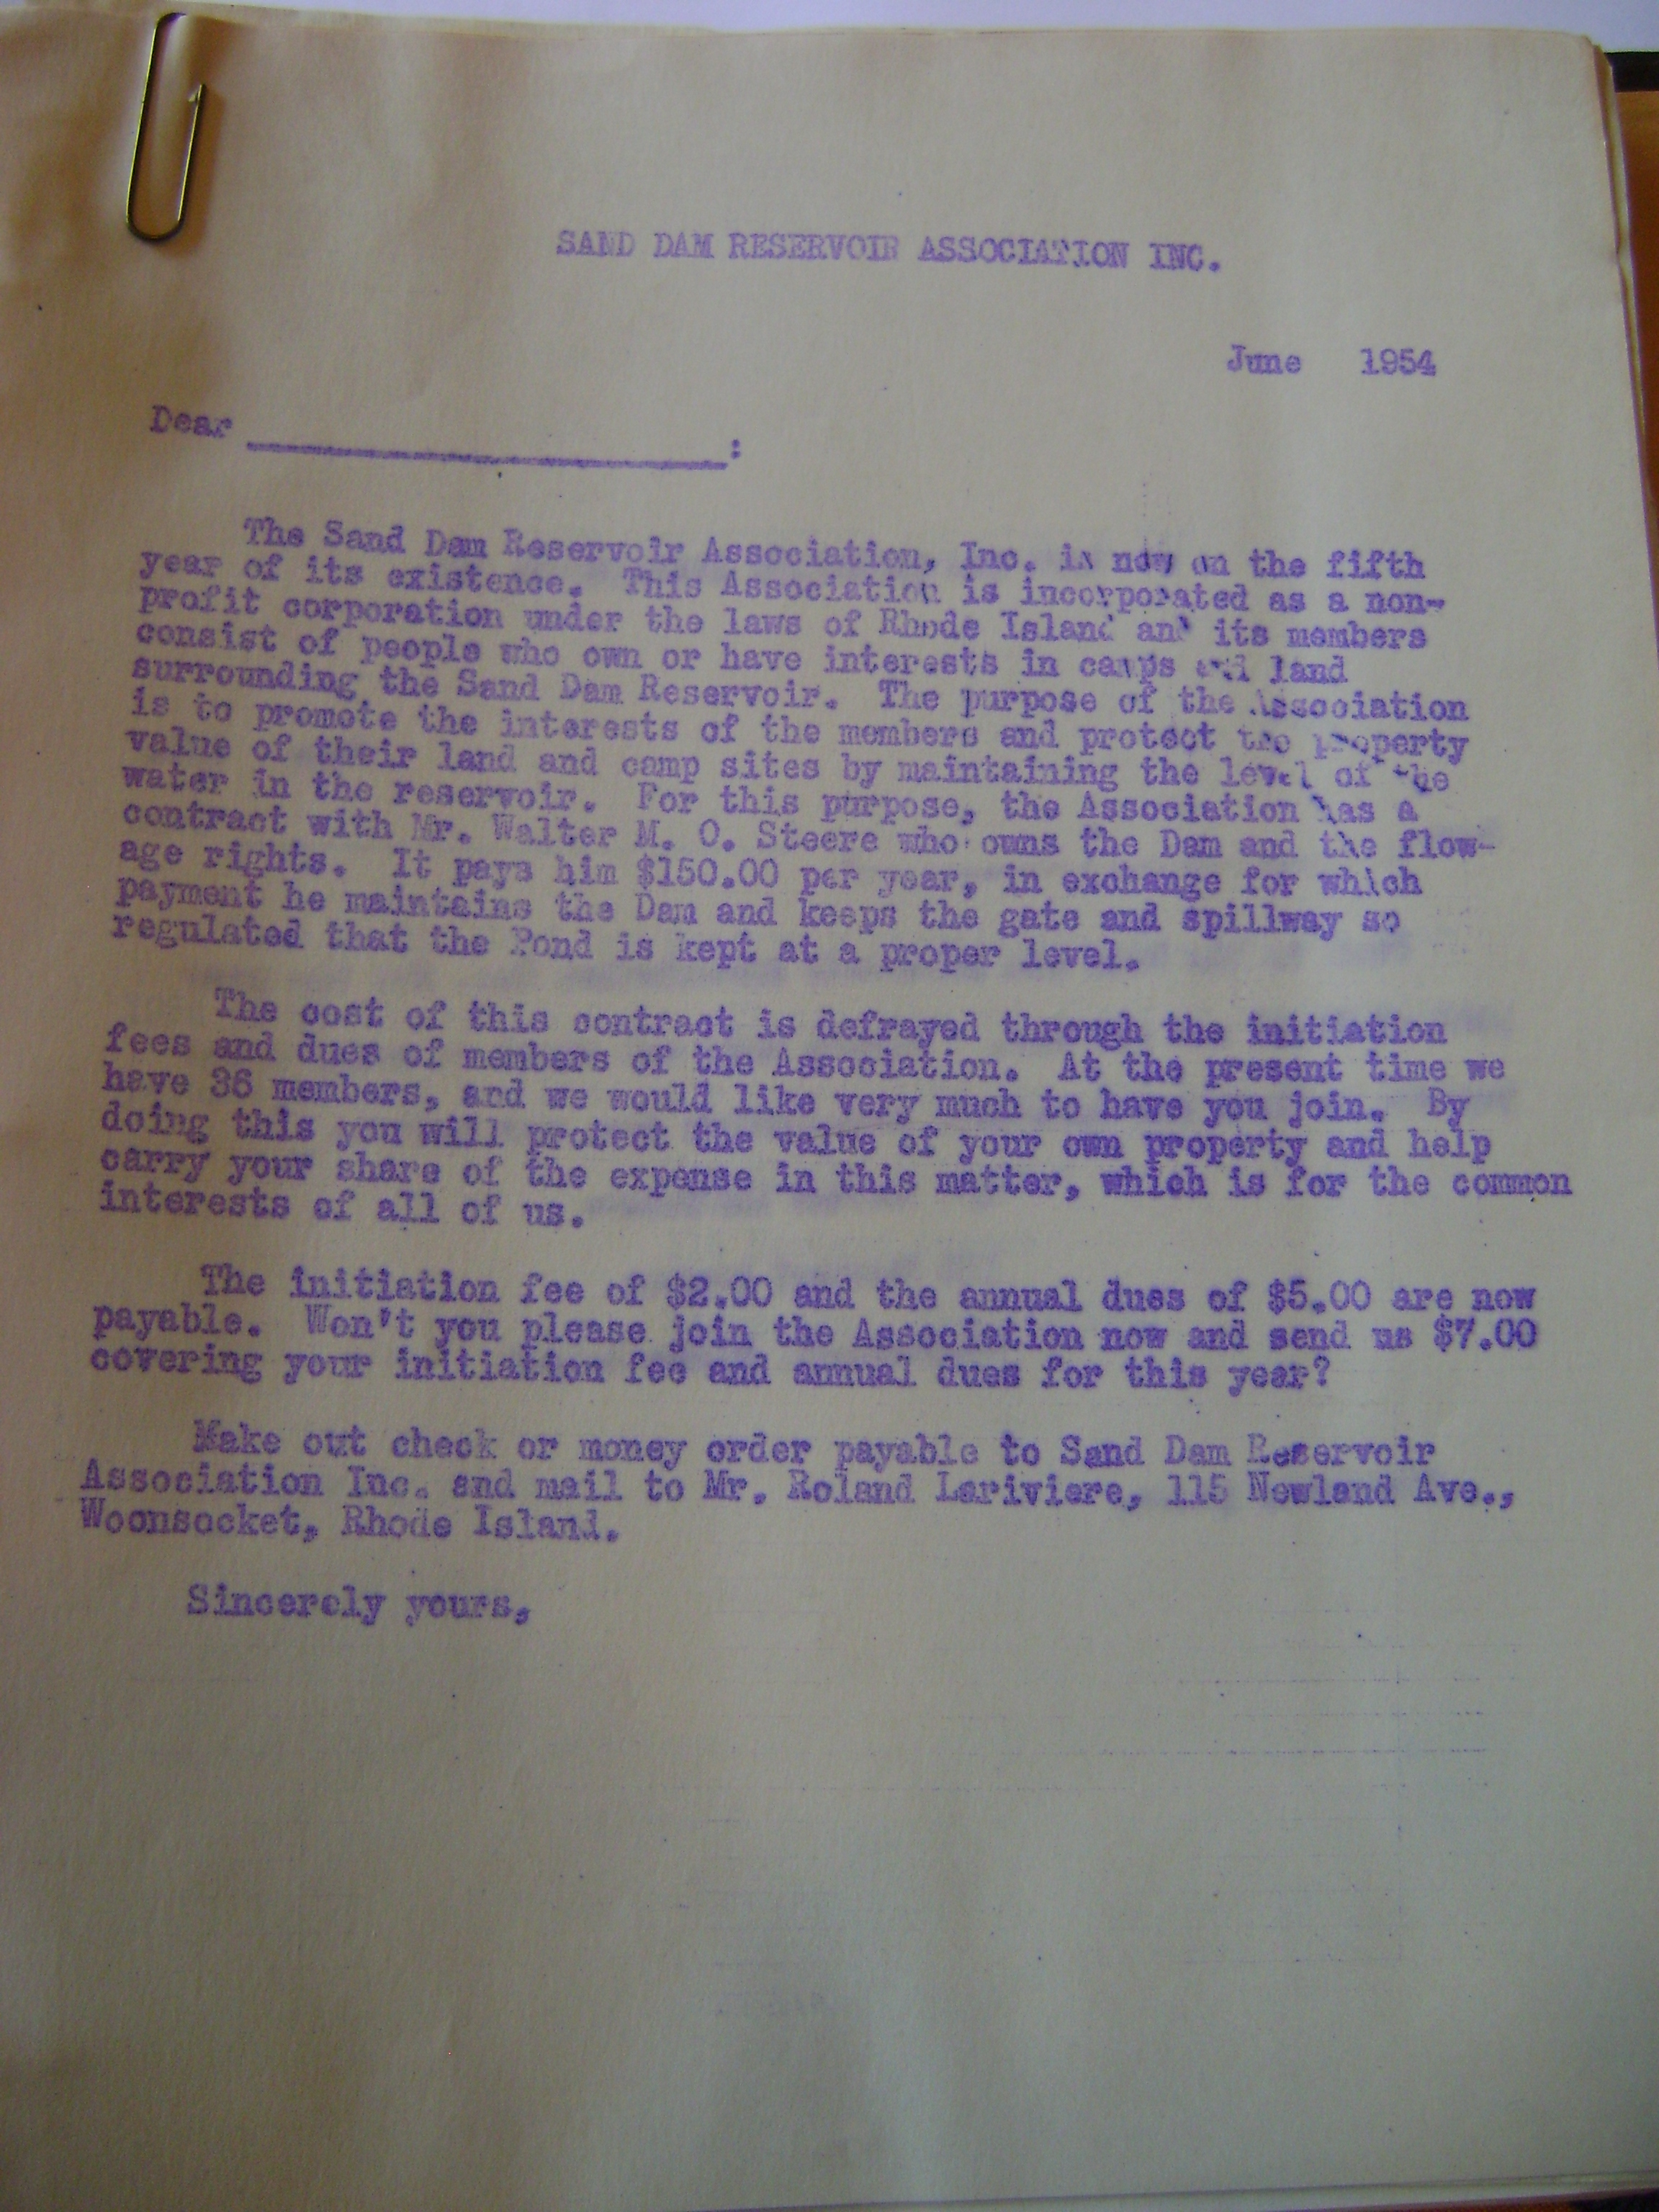 SAND DAM RESERVOIR ASSOCIATION INC.
June 1954
Dear ____________________:
The Sand Dam Reservoir Association, Inc. is now on the fifth
year of its existence. This Association is incorporated as a non-
profit corporation under the laws of Rhode Island and its members
consist of people who own or have interests in camps and land
surrounding the Sand Dam Reservoir. The purpose of the Association
is to promote the interests of the members and protect the property
value of their land and camp sites by maintaining the level of the
water in the reservoir. For this purpose, the Association has a
contract with Mr. Walter M. O. Steere who owns the Dam and the flow-
age rights. It pays him $150.00 per year, in exchange for which
payment he maintains the Dam and keeps the gate and spillway so
regulated that the Pond is kept at a proper level.
The cost of this contract is defrayed through the initiation
fees and dues of members of the Association. At the present time we
have 36 members, and we would like very much to have you join. By
doing this you will protect the value of your own property and help
carry your share of the expense in this matter, which is for the common
interests of all of us.
The initiation fee of $2.00 and the annual dues of $5.00 are now
payable. Won't you please join the Association now and send us $7.00
covering your initiation fee and annual dues for this year?
Make out check or money order payable to Sand Dam Reservoir
Association Inc. and mail to Mr. Roland Lariviere, 115 Newland Ave.,
Woonsocket, Rhode Island.
Sincerely yours,